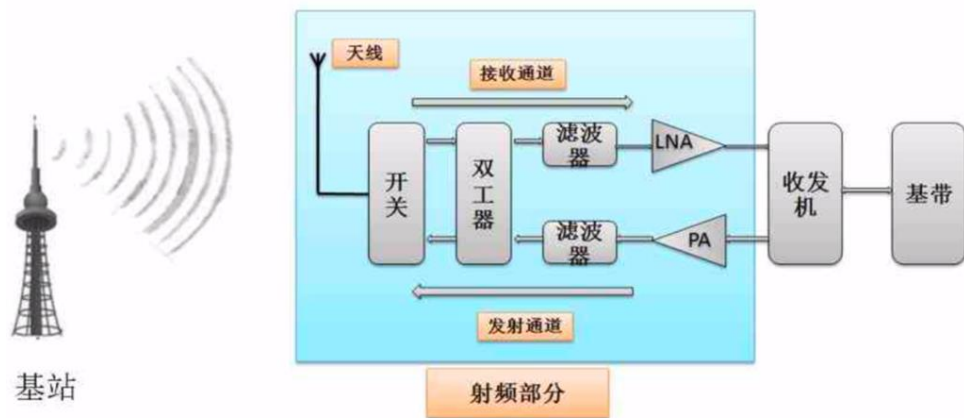 天线
接收通道
开关
双工器
滤波器
LNA
收发机
基带
滤波器
PA
发射通道
基站
射频部分